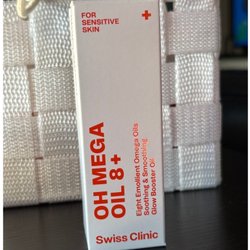 FOR
SENSITIVE
SKIN
+
OH MEGA
OIL 8+
Eight Emollient Omega Oils
Soothing & Smoothing
Glow Booster Oil
Swiss Clinic